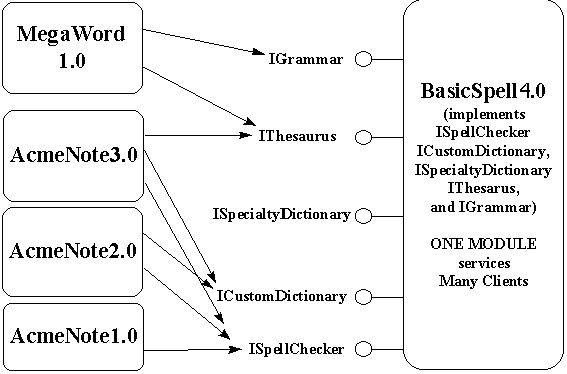 MegaWord
1.0
AcmeNote3.0
AcmeNote2.0
AcmeNote1.0
IGrammar
IThesaurus
ISpecialtyDictionary
ICustomDictionary
ISpellChecker
BasicSpell4.0
(implements
ISpellChecker
ICustomDictionary,
ISpecialtyDictionary
IThesarus,
and IGrammar)
ONE MODULE
services
Many Clients